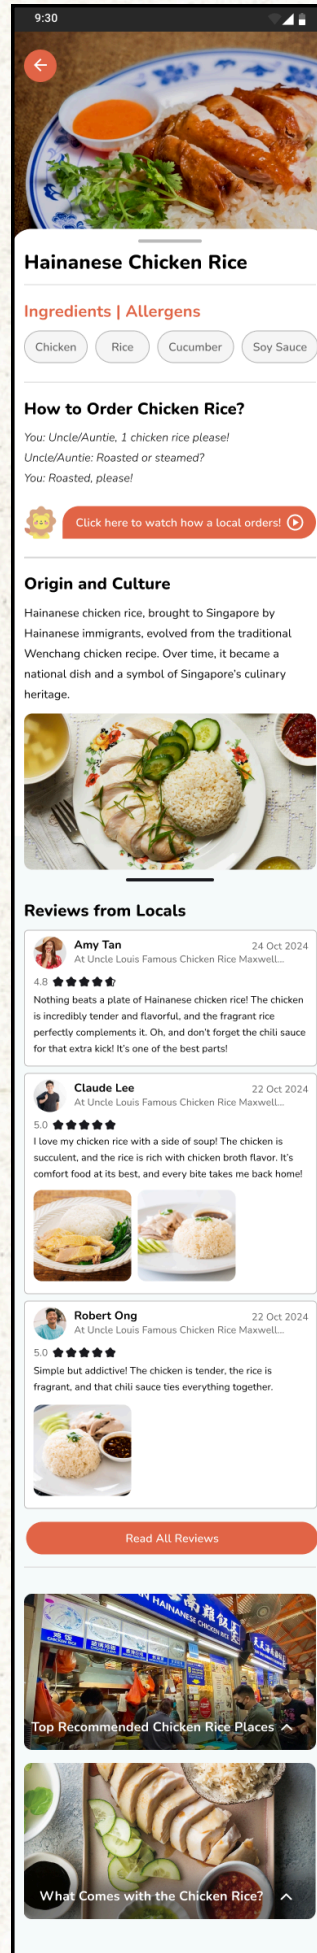 9:30
Hainanese Chicken Rice
Ingredients | Allergens
Chicken
Rice
Cucumber
Soy Sauce
How to Order Chicken Rice?
You: Uncle/Auntie, 1 chicken rice please!
Uncle/Auntie: Roasted or steamed?
You: Roasted, please!
Click here to watch how a local orders!
Origin and Culture
Hainanese chicken rice, brought to Singapore by
Hainanese immigrants, evolved from the traditional
Wenchang chicken recipe. Over time, it became a
national dish and a symbol of Singapore's culinary
heritage.
Reviews from Locals
Amy Tan
24 Oct 2024
At Uncle Louis Famous Chicken Rice Maxwell...
4.8
Nothing beats a plate of Hainanese chicken rice! The chicken
is incredibly tender and flavorful, and the fragrant rice
perfectly complements it. Oh, and don't forget the chili sauce
for that extra kick! It's one of the best parts!
Claude Lee
22 Oct 2024
At Uncle Louis Famous Chicken Rice Maxwell...
5.0
I love my chicken rice with a side of soup! The chicken is
succulent, and the rice is rich with chicken broth flavor. It's
comfort food at its best, and every bite takes me back home!
Robert Ong
22 Oct 2024
At Uncle Louis Famous Chicken Rice Maxwell...
5.0
Simple but addictive! The chicken is tender, the rice is
fragrant, and that chili sauce ties everything together.
Read All Reviews
HAINANESE CHICKEN RICE
Top Recommended Chicken Rice Places
What Comes with the Chicken Rice?